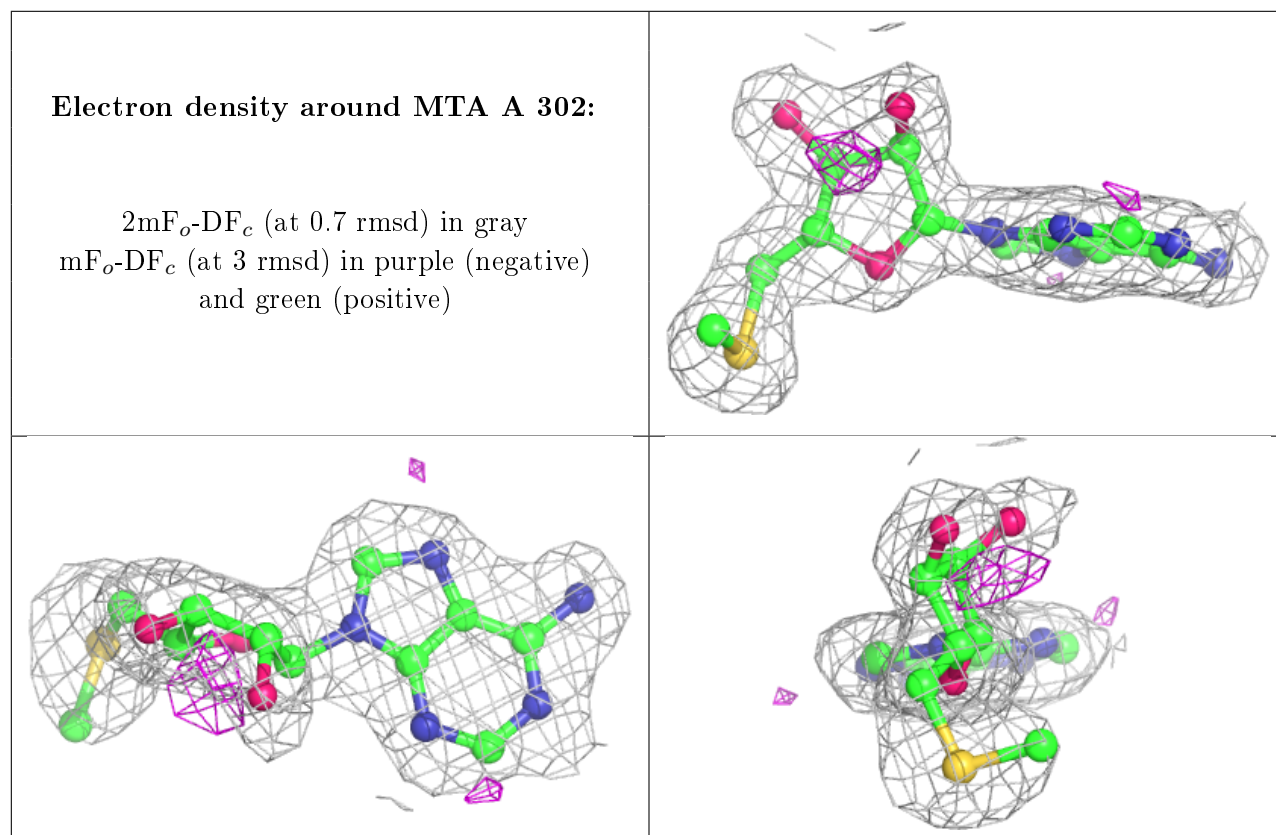 Electron density around MTA A 302:
2mFo-DFc (at 0.7 rmsd) in gray
mFo-DFc (at 3 rmsd) in purple (negative)
and green (positive)